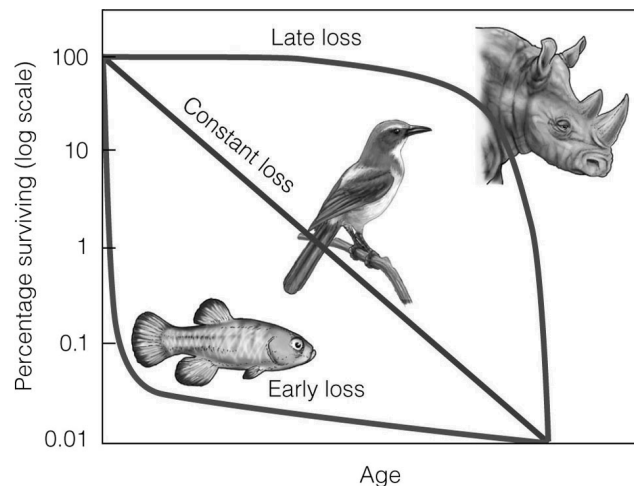 Late loss
Constant loss
Early loss
Percentage surviving (log scale)
100
10
1
0.1
0.01
Age